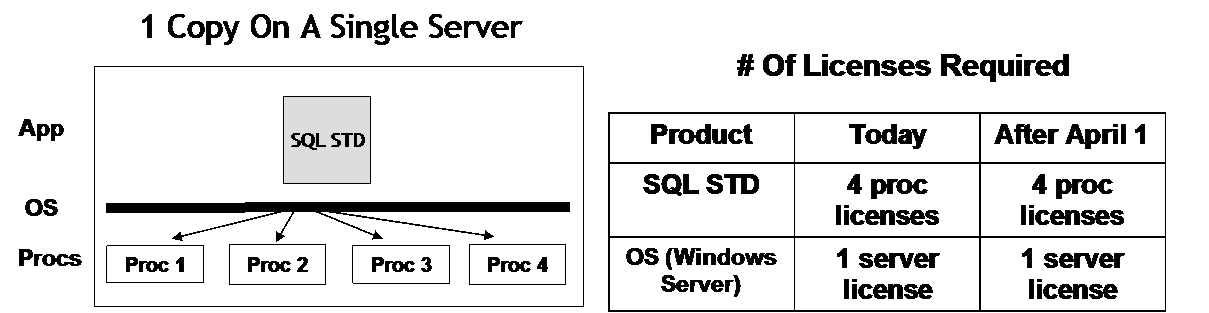 1 Copy On A Single Server
App
SQL STD
OS
Procs
Proc 1 Proc 2 Proc 3 Proc 4
# Of Licenses Required
Product Today After April 1
SQL STD 4 proc 4 proc
licenses licenses
OS (Windows 1 server 1 server
Server) license license